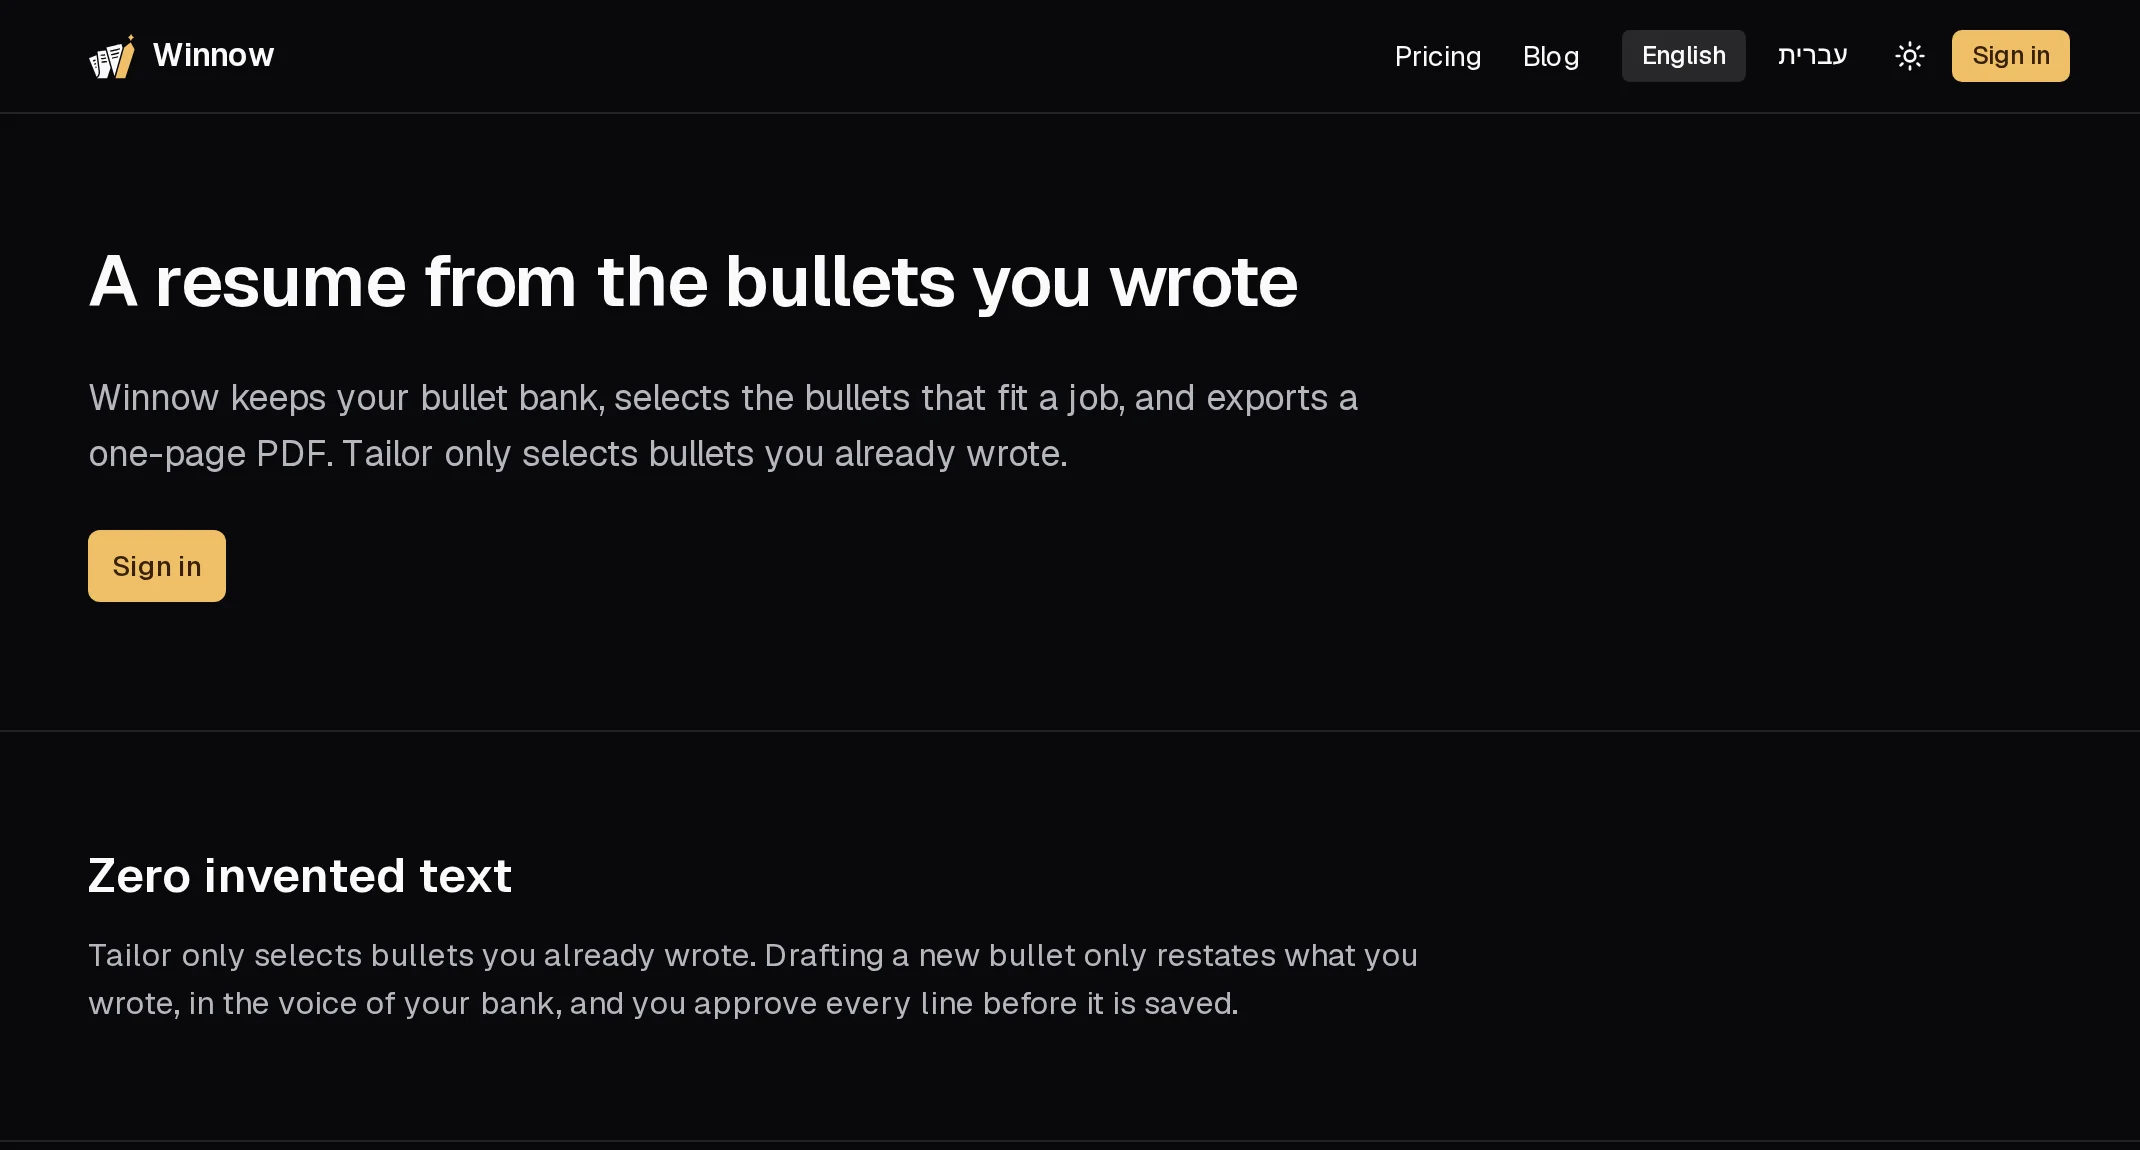 Winnow
Pricing
Blog
English
עברית
Sign in
A resume from the bullets you wrote
Winnow keeps your bullet bank, selects the bullets that fit a job, and exports a
one-page PDF. Tailor only selects bullets you already wrote.
Sign in
Zero invented text
Tailor only selects bullets you already wrote. Drafting a new bullet only restates what you
wrote, in the voice of your bank, and you approve every line before it is saved.